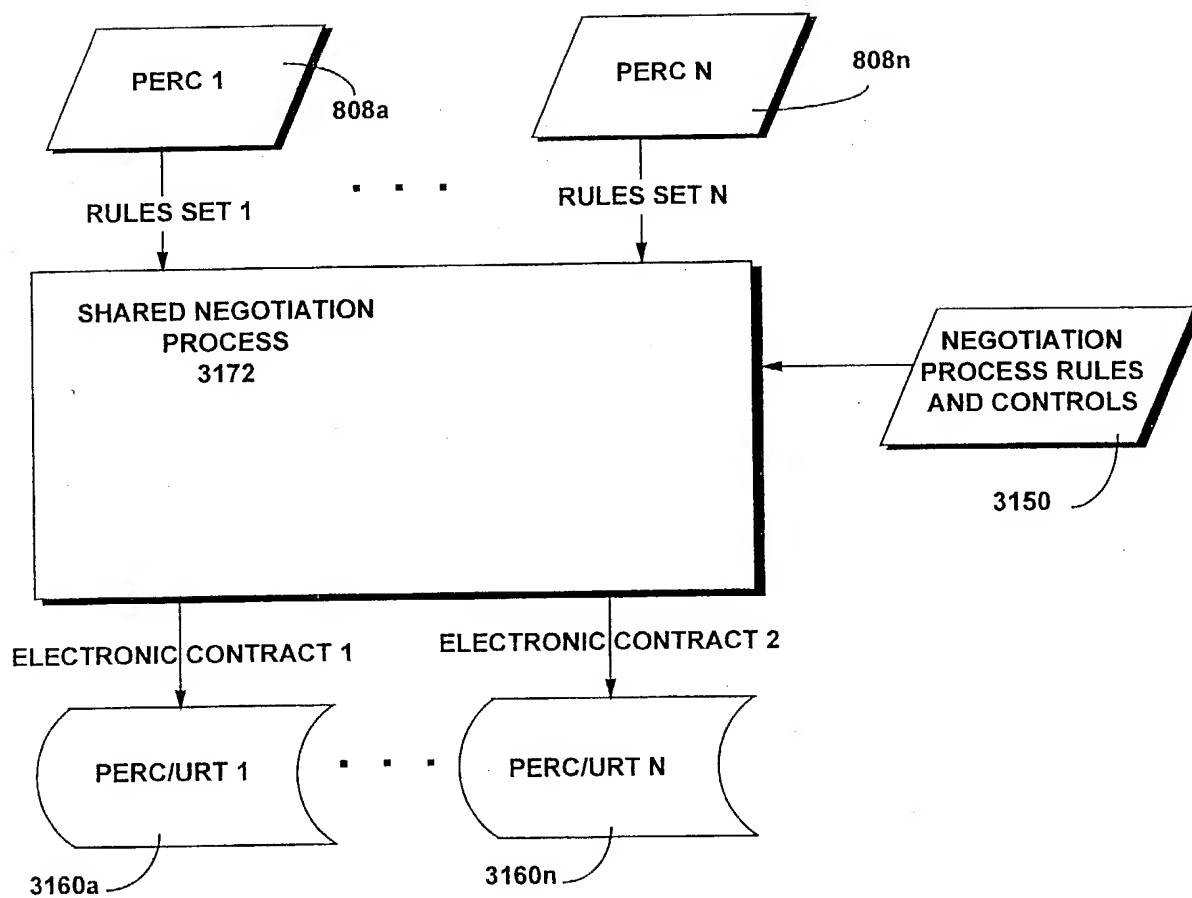 PERC 1
808a
PERC N
808n
RULES SET 1
RULES SET N
SHARED NEGOTIATION
PROCESS
3172
NEGOTIATION
PROCESS RULES
AND CONTROLS
3150
ELECTRONIC CONTRACT 1
ELECTRONIC CONTRACT 2
PERC/URT 1
PERC/URT N
3160a
3160n